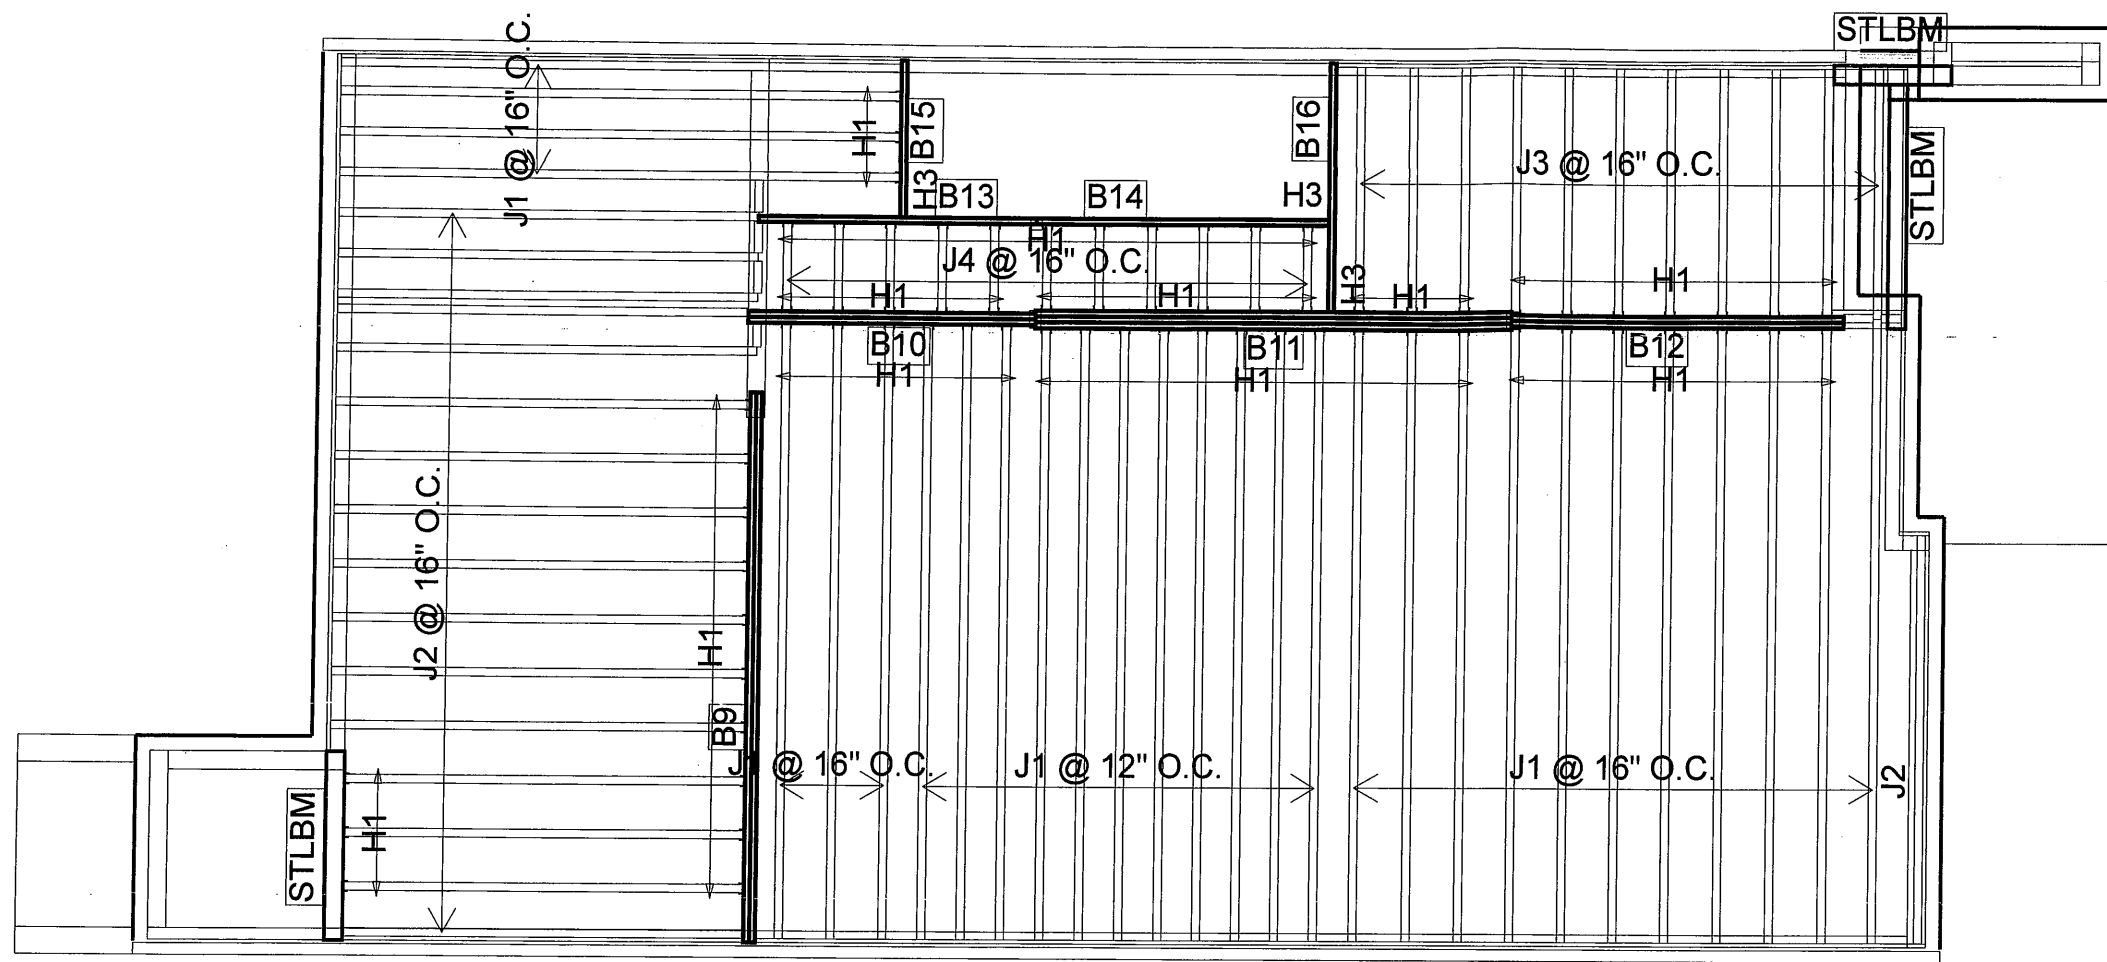 STLBM
J1 @ 16" O.C.
H1
B15
B16
STLBM
J3 @ 16" O.C.
H3
B13
B14
H3
H1
J4 @ 16" O.C.
H1
H1
H3
H1
H1
B10
B11
B12
H1
H1
H1
J2 @ 16" O.C.
H1
B9
J1 @ 16" O.C.
J1 @ 12" O.C.
J1 @ 16" O.C.
J2
STLBM
H1